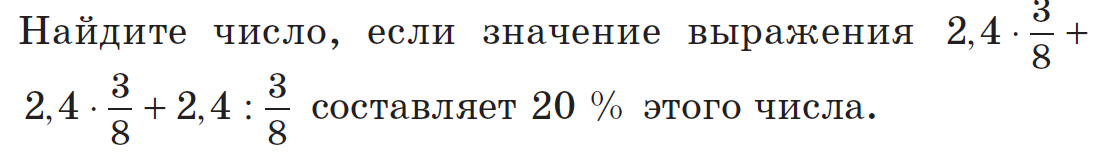 Найдите число, если значение выражения 2,4 · 3/8 +
2,4 · 3/8 + 2,4 : 3/8 составляет 20 % этого числа.